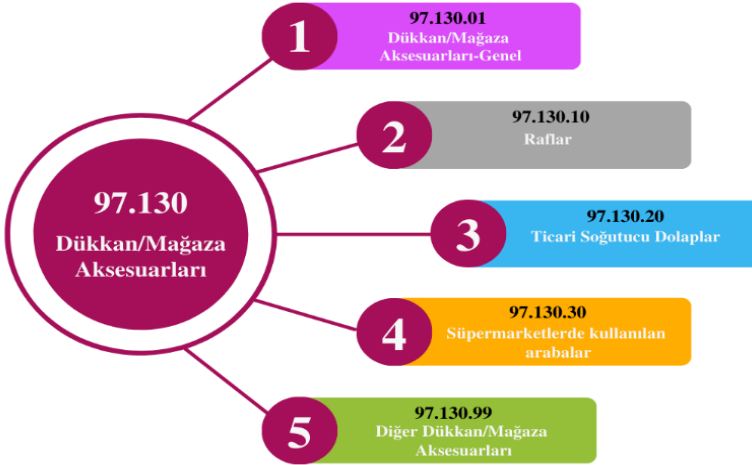 97.130
Dükkan/Mağaza
Aksesuarları
1
97.130.01
Dükkan/Mağaza
Aksesuarları-Genel
2
97.130.10
Raflar
3
97.130.20
Ticari Soğutucu Dolaplar
4
97.130.30
Süpermarketlerde kullanılan
arabalar
5
97.130.99
Diğer Dükkan/Mağaza
Aksesuarları